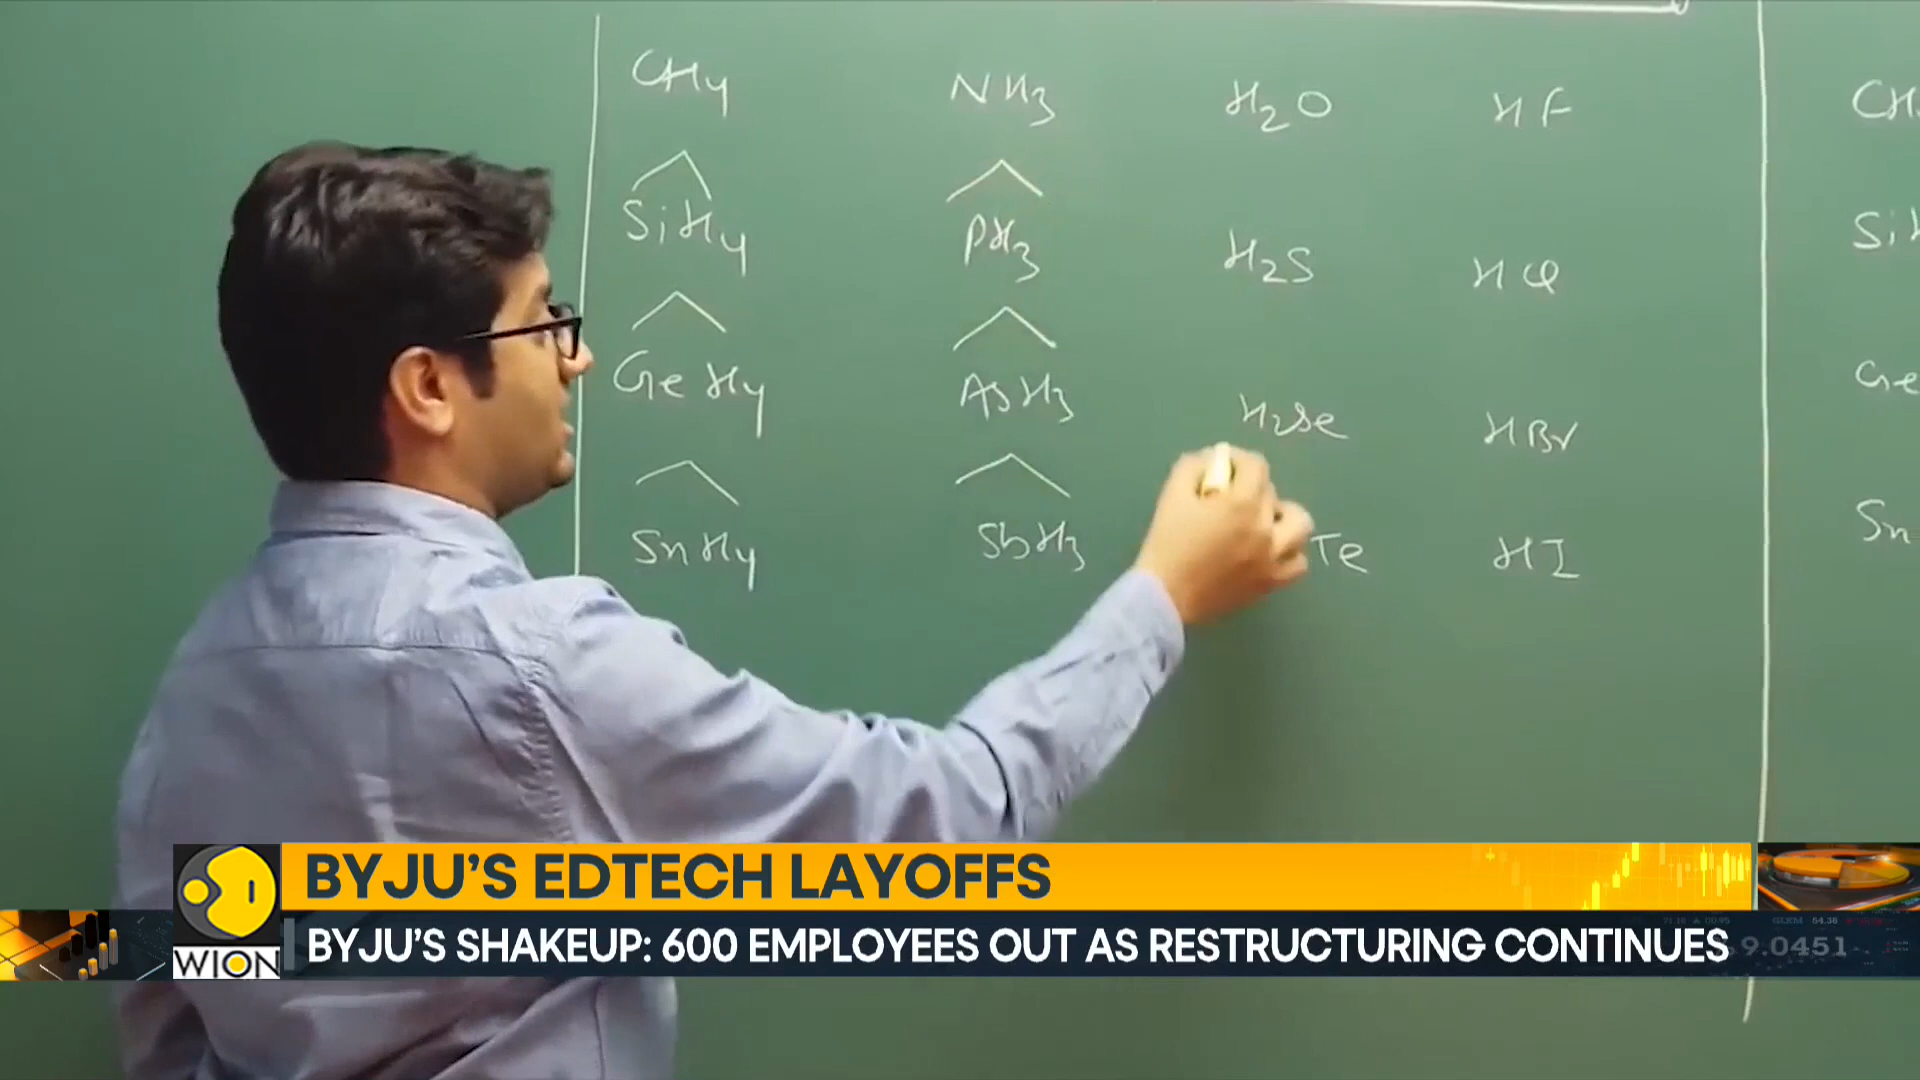 CH4 NH3 H2O HF CH
SiH4 PH3 H2S HCl Si
GeH4 AsH3 H2Se HBr Ge
SnH4 SbH3 Te HI Sn
BYJU'S EDTECH LAYOFFS
BYJU'S SHAKEUP: 600 EMPLOYEES OUT AS RESTRUCTURING CONTINUES
9.0451
WION